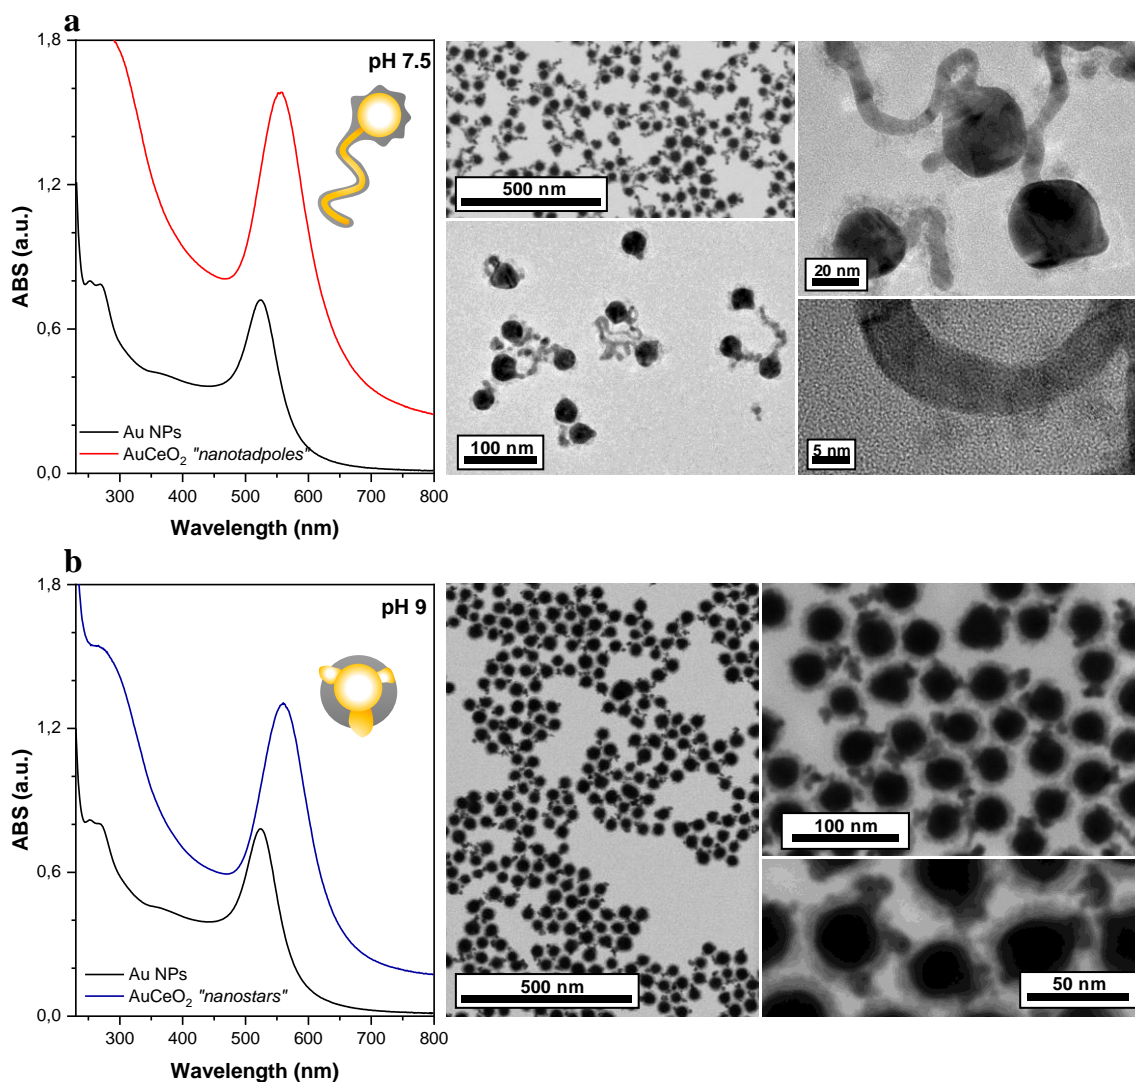 a
1,8
1,2
0,6
0,0
ABS (a.u.)
pH 7.5
Au NPs
AuCeO₂ "nanotadpoles"
300 400 500 600 700 800
Wavelength (nm)
500 nm
100 nm
20 nm
5 nm
b
1,8
1,2
0,6
0,0
ABS (a.u.)
pH 9
Au NPs
AuCeO₂ "nanostars"
300 400 500 600 700 800
Wavelength (nm)
500 nm
100 nm
50 nm